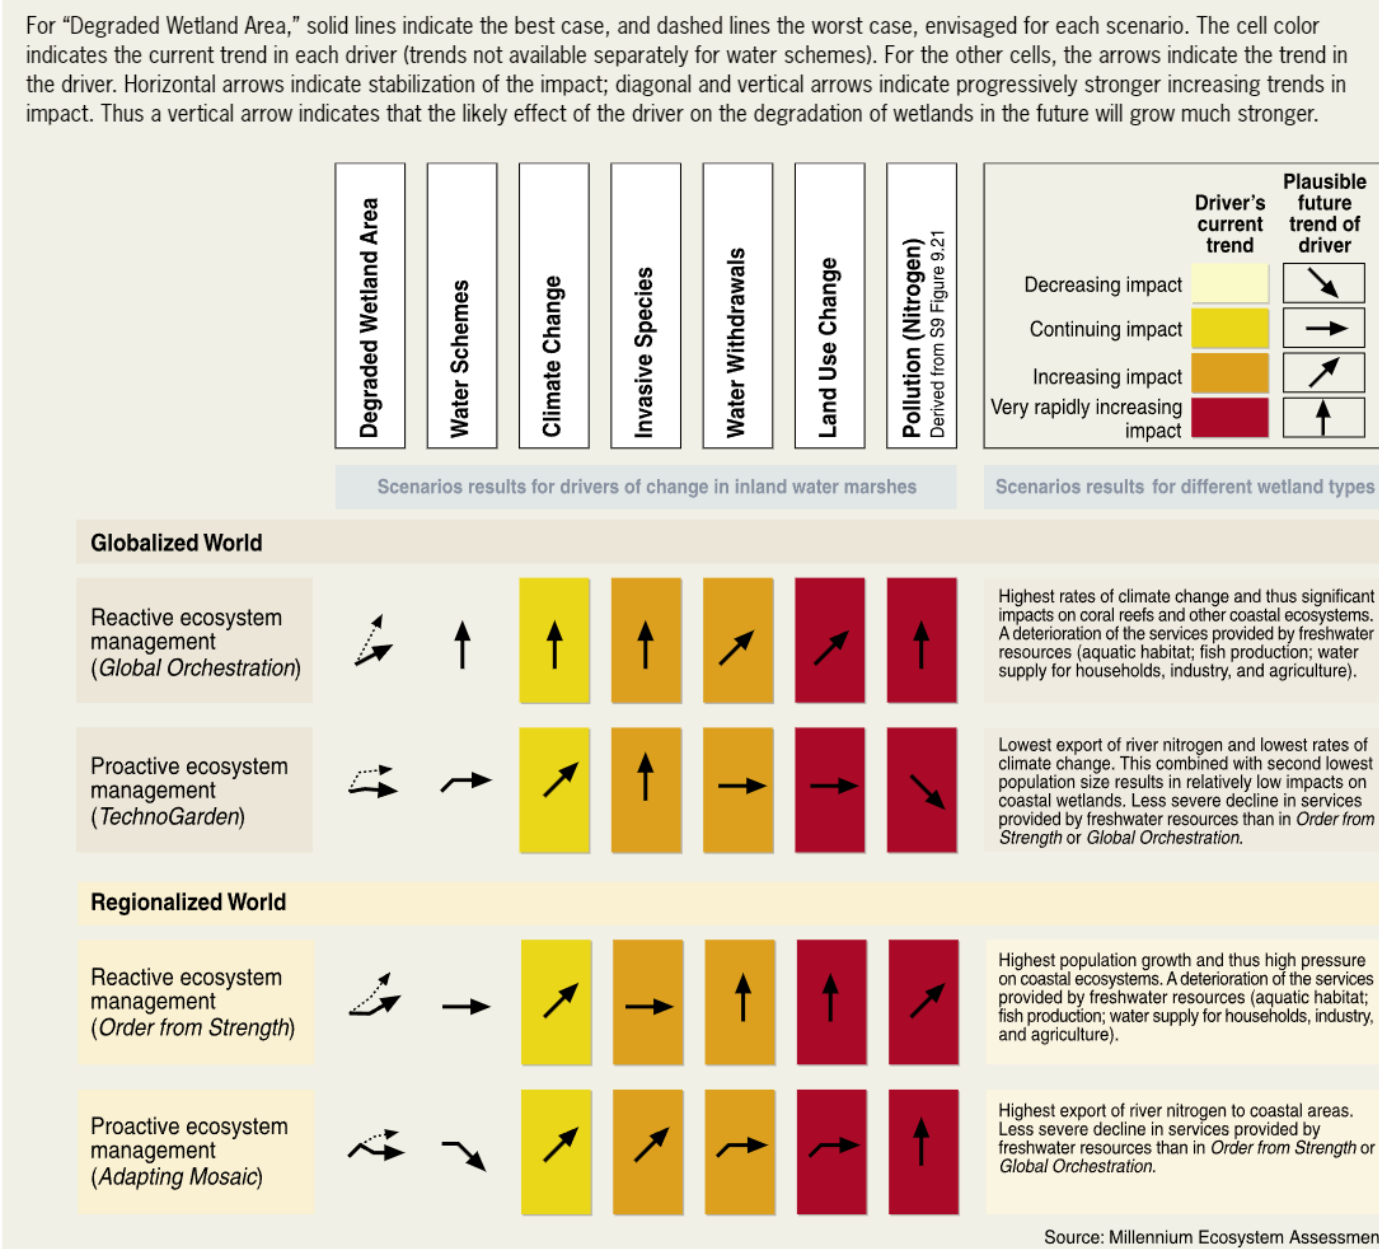 For “Degraded Wetland Area,” solid lines indicate the best case, and dashed lines the worst case, envisaged for each scenario. The cell color
indicates the current trend in each driver (trends not available separately for water schemes). For the other cells, the arrows indicate the trend in
the driver. Horizontal arrows indicate stabilization of the impact; diagonal and vertical arrows indicate progressively stronger increasing trends in
impact. Thus a vertical arrow indicates that the likely effect of the driver on the degradation of wetlands in the future will grow much stronger.
Degraded Wetland Area
Water Schemes
Climate Change
Invasive Species
Water Withdrawals
Land Use Change
Pollution (Nitrogen)
Derived from S9 Figure 9.21
Driver’s
current
trend
Plausible
future
trend of
driver
Decreasing impact
Continuing impact
Increasing impact
Very rapidly increasing
impact
Scenarios results for drivers of change in inland water marshes
Scenarios results for different wetland types
Globalized World
Reactive ecosystem
management
(Global Orchestration)
Highest rates of climate change and thus significant
impacts on coral reefs and other coastal ecosystems.
A deterioration of the services provided by freshwater
resources (aquatic habitat; fish production; water
supply for households, industry, and agriculture).
Proactive ecosystem
management
(TechnoGarden)
Lowest export of river nitrogen and lowest rates of
climate change. This combined with second lowest
population size results in relatively low impacts on
coastal wetlands. Less severe decline in services
provided by freshwater resources than in Order from
Strength or Global Orchestration.
Regionalized World
Reactive ecosystem
management
(Order from Strength)
Highest population growth and thus high pressure
on coastal ecosystems. A deterioration of the services
provided by freshwater resources (aquatic habitat;
fish production; water supply for households, industry,
and agriculture).
Proactive ecosystem
management
(Adapting Mosaic)
Highest export of river nitrogen to coastal areas.
Less severe decline in services provided by
freshwater resources than in Order from Strength or
Global Orchestration.
Source: Millennium Ecosystem Assessmen